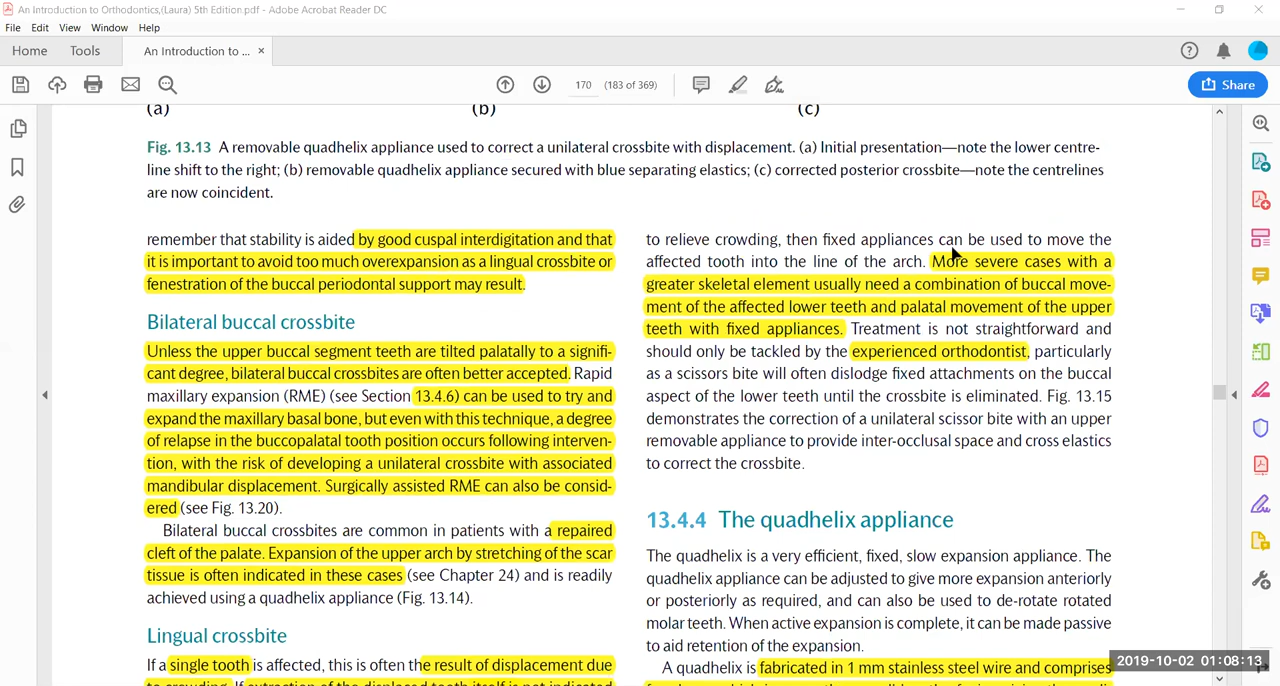 An Introduction to Orthodontics,(Laura) 5th Edition.pdf - Adobe Acrobat Reader DC
File Edit View Window Help
Home Tools An Introduction to ... ×
170 (183 of 369) Share
(a) (b) (c)
Fig. 13.13 A removable quadhelix appliance used to correct a unilateral crossbite with displacement. (a) Initial presentation—note the lower centre-
line shift to the right; (b) removable quadhelix appliance secured with blue separating elastics; (c) corrected posterior crossbite—note the centrelines
are now coincident.
remember that stability is aided by good cuspal interdigitation and that
it is important to avoid too much overexpansion as a lingual crossbite or
fenestration of the buccal periodontal support may result.
Bilateral buccal crossbite
Unless the upper buccal segment teeth are tilted palatally to a signifi-
cant degree, bilateral buccal crossbites are often better accepted. Rapid
maxillary expansion (RME) (see Section 13.4.6) can be used to try and
expand the maxillary basal bone, but even with this technique, a degree
of relapse in the buccopalatal tooth position occurs following interven-
tion, with the risk of developing a unilateral crossbite with associated
mandibular displacement. Surgically assisted RME can also be consid-
ered (see Fig. 13.20).
Bilateral buccal crossbites are common in patients with a repaired
cleft of the palate. Expansion of the upper arch by stretching of the scar
tissue is often indicated in these cases (see Chapter 24) and is readily
achieved using a quadhelix appliance (Fig. 13.14).
Lingual crossbite
If a single tooth is affected, this is often the result of displacement due
to crowding. If extraction of the displaced tooth itself is not indicated
to relieve crowding, then fixed appliances can be used to move the
affected tooth into the line of the arch. More severe cases with a
greater skeletal element usually need a combination of buccal move-
ment of the affected lower teeth and palatal movement of the upper
teeth with fixed appliances. Treatment is not straightforward and
should only be tackled by the experienced orthodontist, particularly
as a scissors bite will often dislodge fixed attachments on the buccal
aspect of the lower teeth until the crossbite is eliminated. Fig. 13.15
demonstrates the correction of a unilateral scissor bite with an upper
removable appliance to provide inter-occlusal space and cross elastics
to correct the crossbite.
13.4.4 The quadhelix appliance
The quadhelix is a very efficient, fixed, slow expansion appliance. The
quadhelix appliance can be adjusted to give more expansion anteriorly
or posteriorly as required, and can also be used to de-rotate rotated
molar teeth. When active expansion is complete, it can be made passive
to aid retention of the expansion.
A quadhelix is fabricated in 1 mm stainless steel wire and comprises
2019-10-02 01:08:13